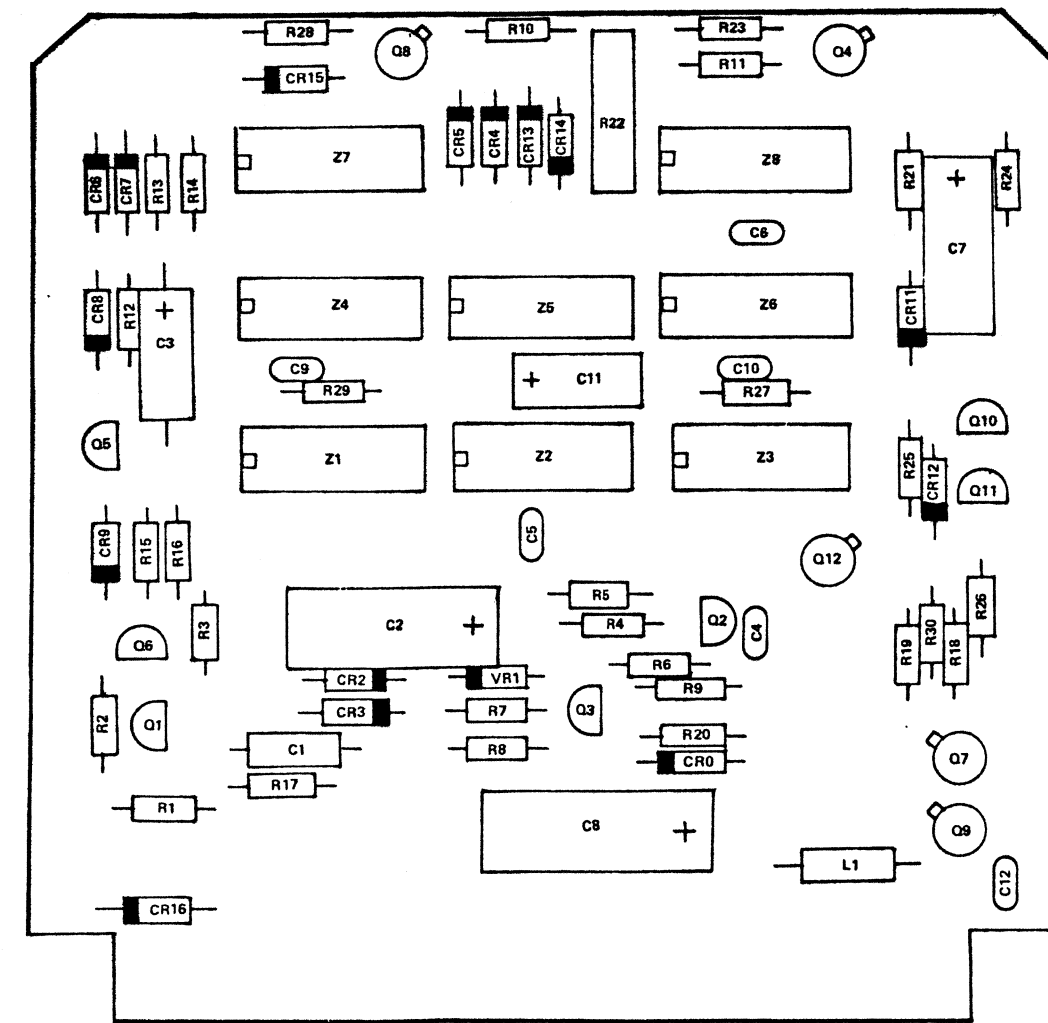 R28
Q8
R10
R23
Q4
CR15
R11
CR5
CR4
CR13
CR14
R22
Z7
Z8
CR6
CR7
R13
R14
R21
+
C7
R24
C6
CR8
R12
+
C3
Z4
Z5
Z6
CR11
C9
R29
+ C11
C10
R27
Q5
Z1
Z2
Z3
R25
CR12
Q10
Q11
CR9
R15
R16
C5
Q12
R3
Q6
C2 +
R5
R4
Q2
C4
R19
R30
R18
R26
CR2
VR1
R6
R9
R2
Q1
CR3
R7
Q3
C1
R8
R20
CR0
Q7
R17
R1
C8 +
Q9
L1
C12
CR16